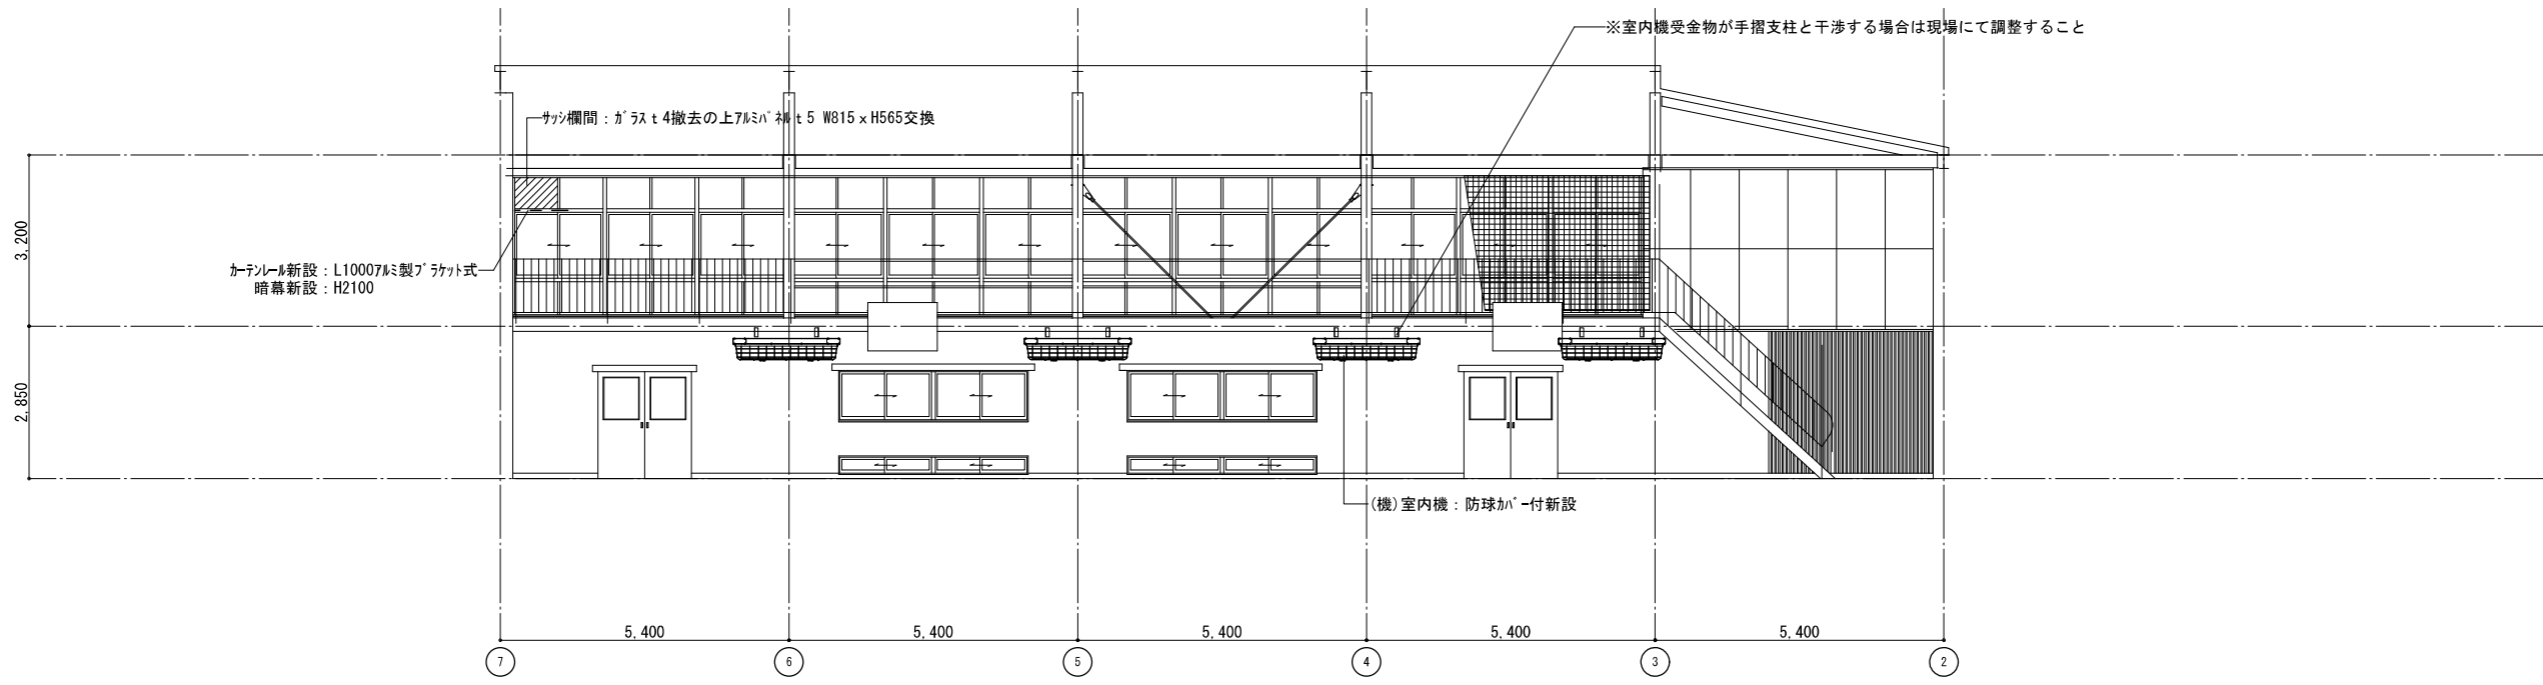 ※室内機受金物が手摺支柱と干渉する場合は現場にて調整すること
サッシ欄間：ガラスt4撤去の上アルミパネルt5 W815×H565交換
3,200
カーテンレール新設：L1000アルミ製ブラケット式
暗幕新設：H2100
2,850
(機)室内機：防球カバー付新設
5,400 5,400 5,400 5,400 5,400
7 6 5 4 3 2